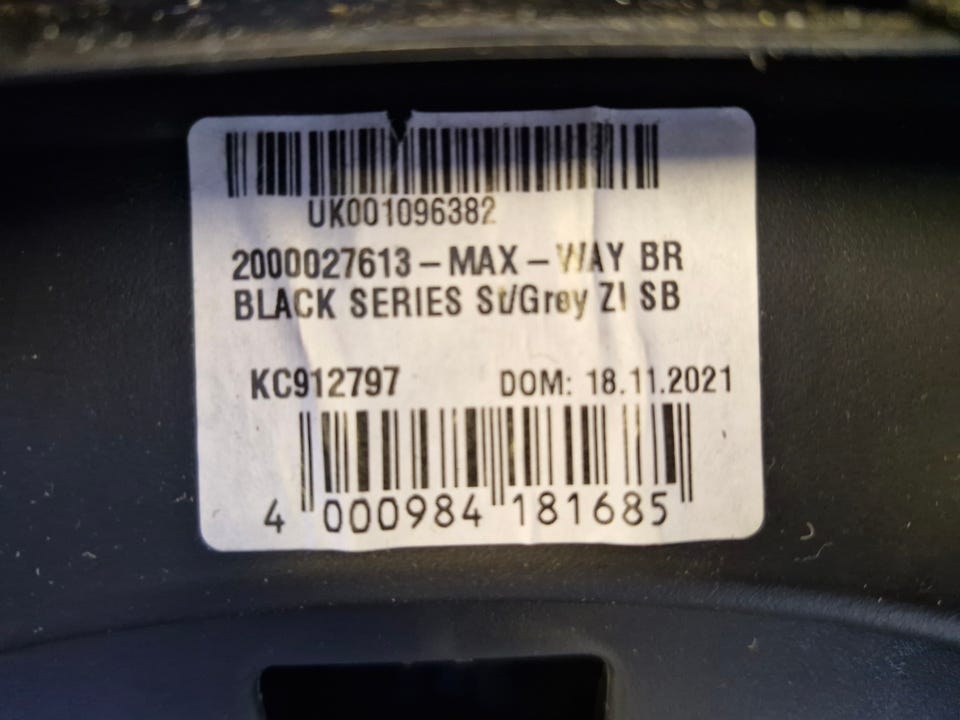 UK001096382
2000027613 – MAX – WAY BR
BLACK SERIES St/Grey ZI SB
KC912797 DOM: 18.11.2021
4 000984 181685